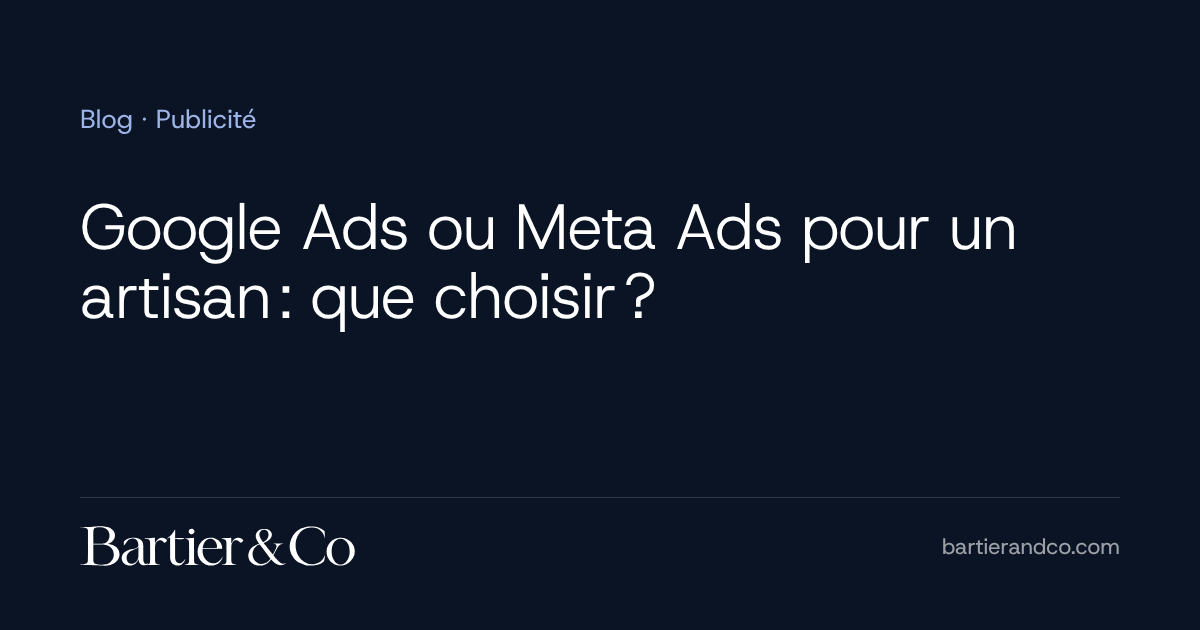 Blog · Publicité
Google Ads ou Meta Ads pour un
artisan : que choisir ?
Bartier & Co
bartierandco.com